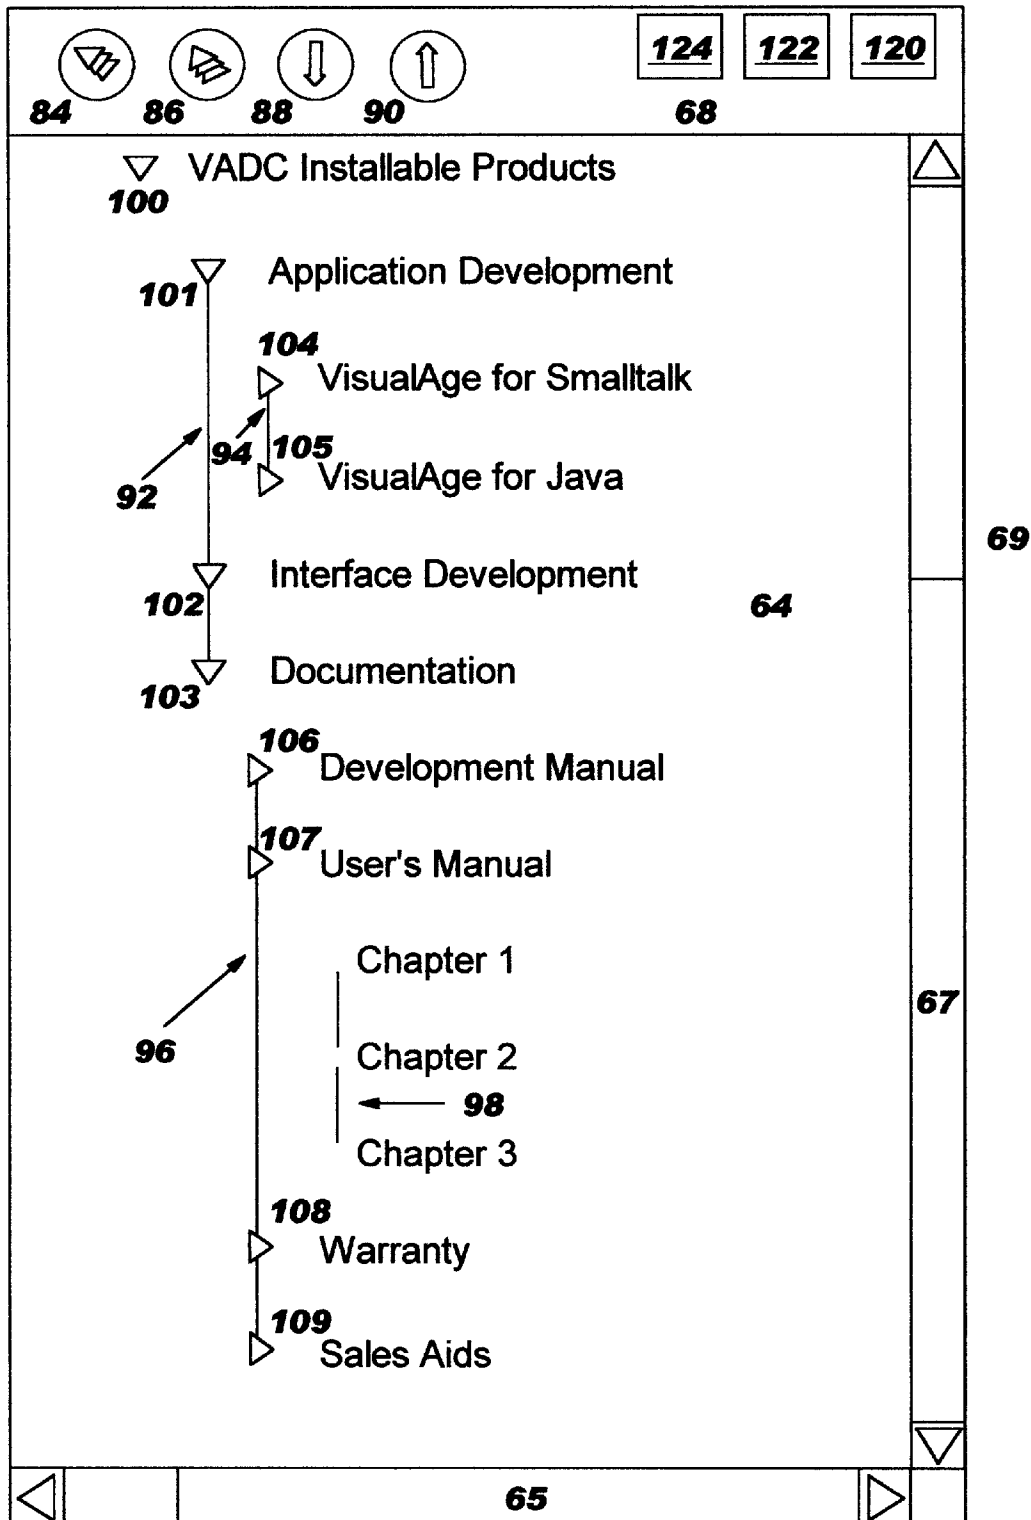 124 122 120
84 86 88 90 68
VADC Installable Products
100
Application Development
101
104
VisualAge for Smalltalk
94 105
VisualAge for Java
92
69
Interface Development
102
64
Documentation
103
106
Development Manual
107
User's Manual
Chapter 1
67
96
Chapter 2
98
Chapter 3
108
Warranty
109
Sales Aids
65